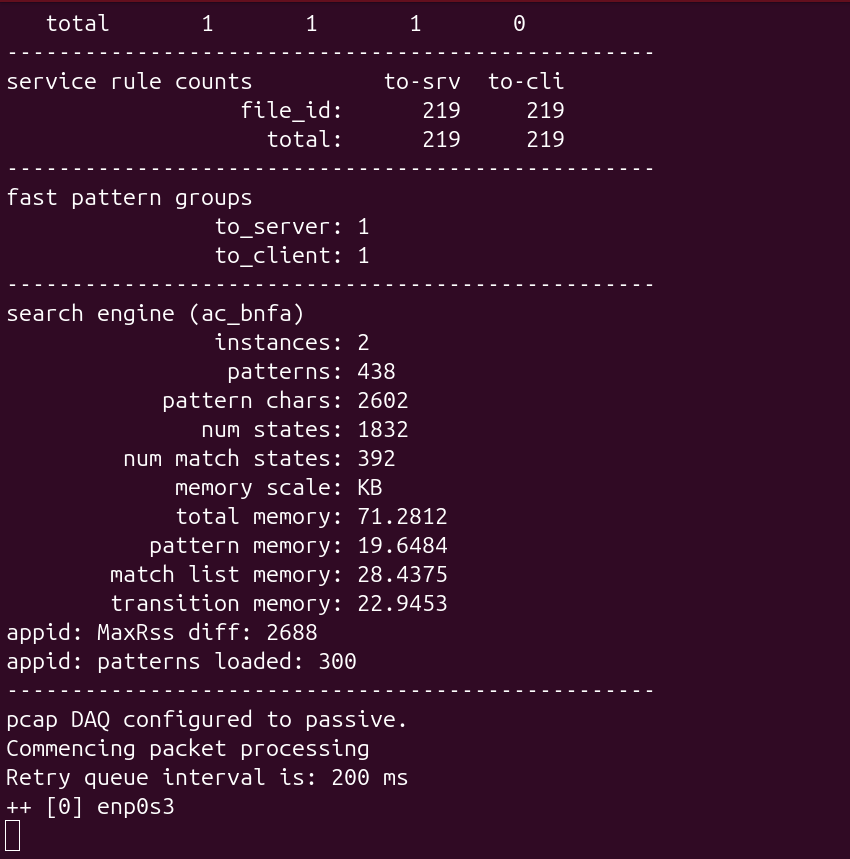 total 1 1 1 0
--------------------------------------------------
service rule counts to-srv to-cli
file_id: 219 219
total: 219 219
--------------------------------------------------
fast pattern groups
to_server: 1
to_client: 1
--------------------------------------------------
search engine (ac_bnfa)
instances: 2
patterns: 438
pattern chars: 2602
num states: 1832
num match states: 392
memory scale: KB
total memory: 71.2812
pattern memory: 19.6484
match list memory: 28.4375
transition memory: 22.9453
appid: MaxRss diff: 2688
appid: patterns loaded: 300
--------------------------------------------------
pcap DAQ configured to passive.
Commencing packet processing
Retry queue interval is: 200 ms
++ [0] enp0s3